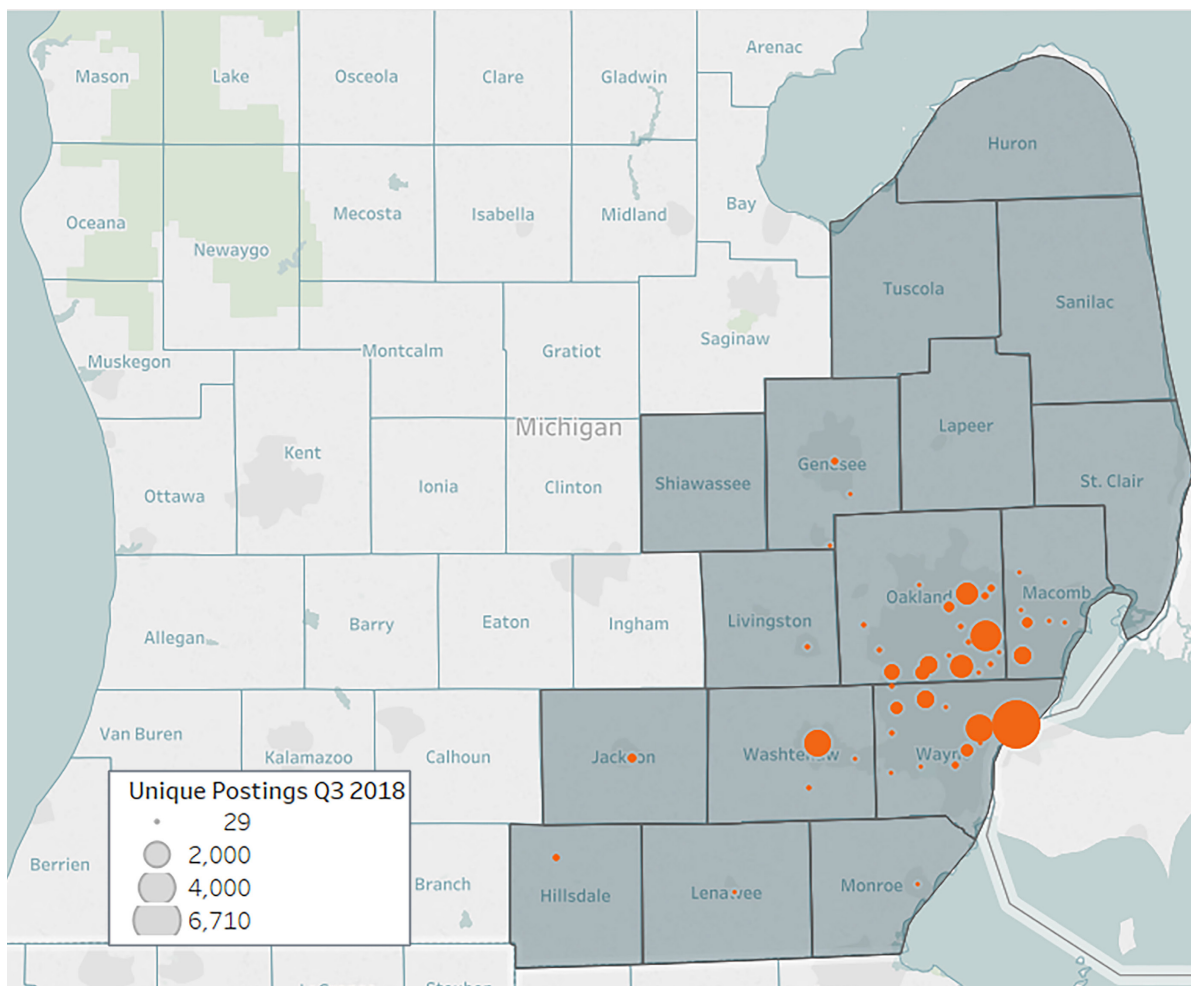 Arenac
Mason
Lake
Osceola
Clare
Gladwin
Huron
Oceana
Newaygo
Mecosta
Isabella
Midland
Bay
Tuscola
Sanilac
Muskegon
Montcalm
Gratiot
Saginaw
Michigan
Lapeer
Kent
Ionia
Clinton
Shiawassee
Genesee
St. Clair
Ottawa
Oakland
Macomb
Allegan
Barry
Eaton
Ingham
Livingston
Van Buren
Kalamazoo
Calhoun
Jackson
Washtenaw
Wayne
Unique Postings Q3 2018
29
2,000
4,000
6,710
Berrien
Branch
Hillsdale
Lenawee
Monroe